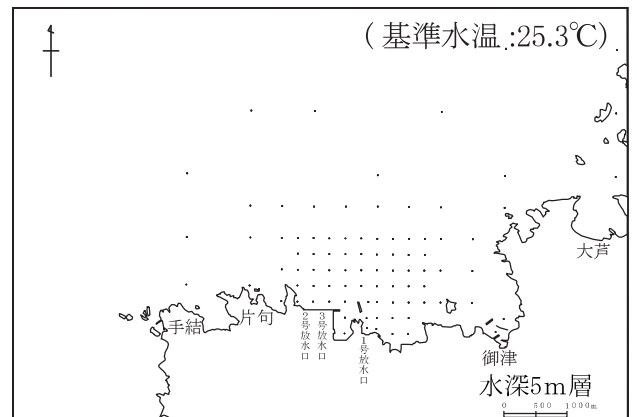 (基準水温:25.3℃)
大芦
片句
手結
2号放水口
3号放水口
1号放水口
御津
水深5m層
0 500 1000m